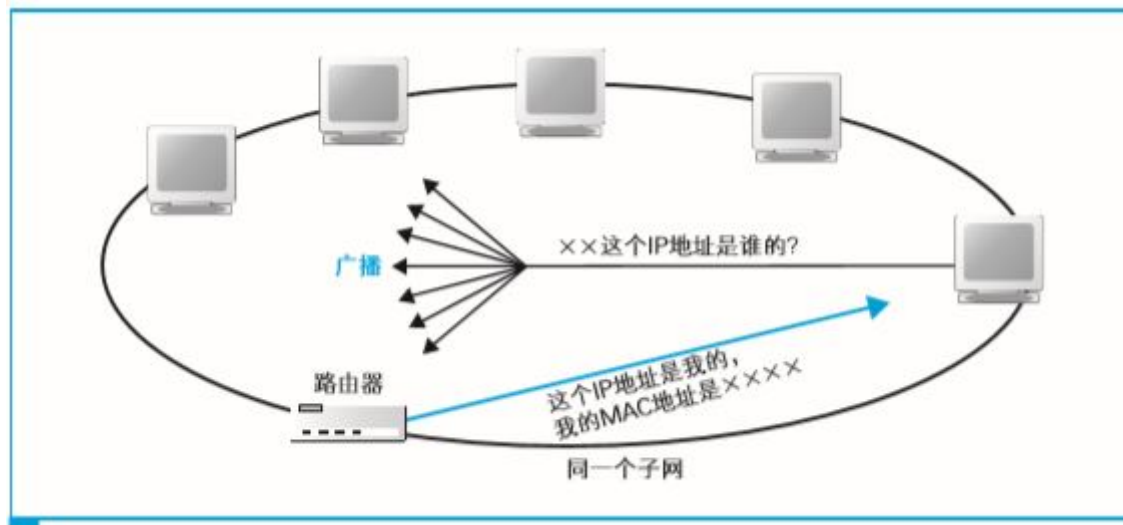 ××这个IP地址是谁的?
广播
这个IP地址是我的，
我的MAC地址是××××
路由器
同一个子网